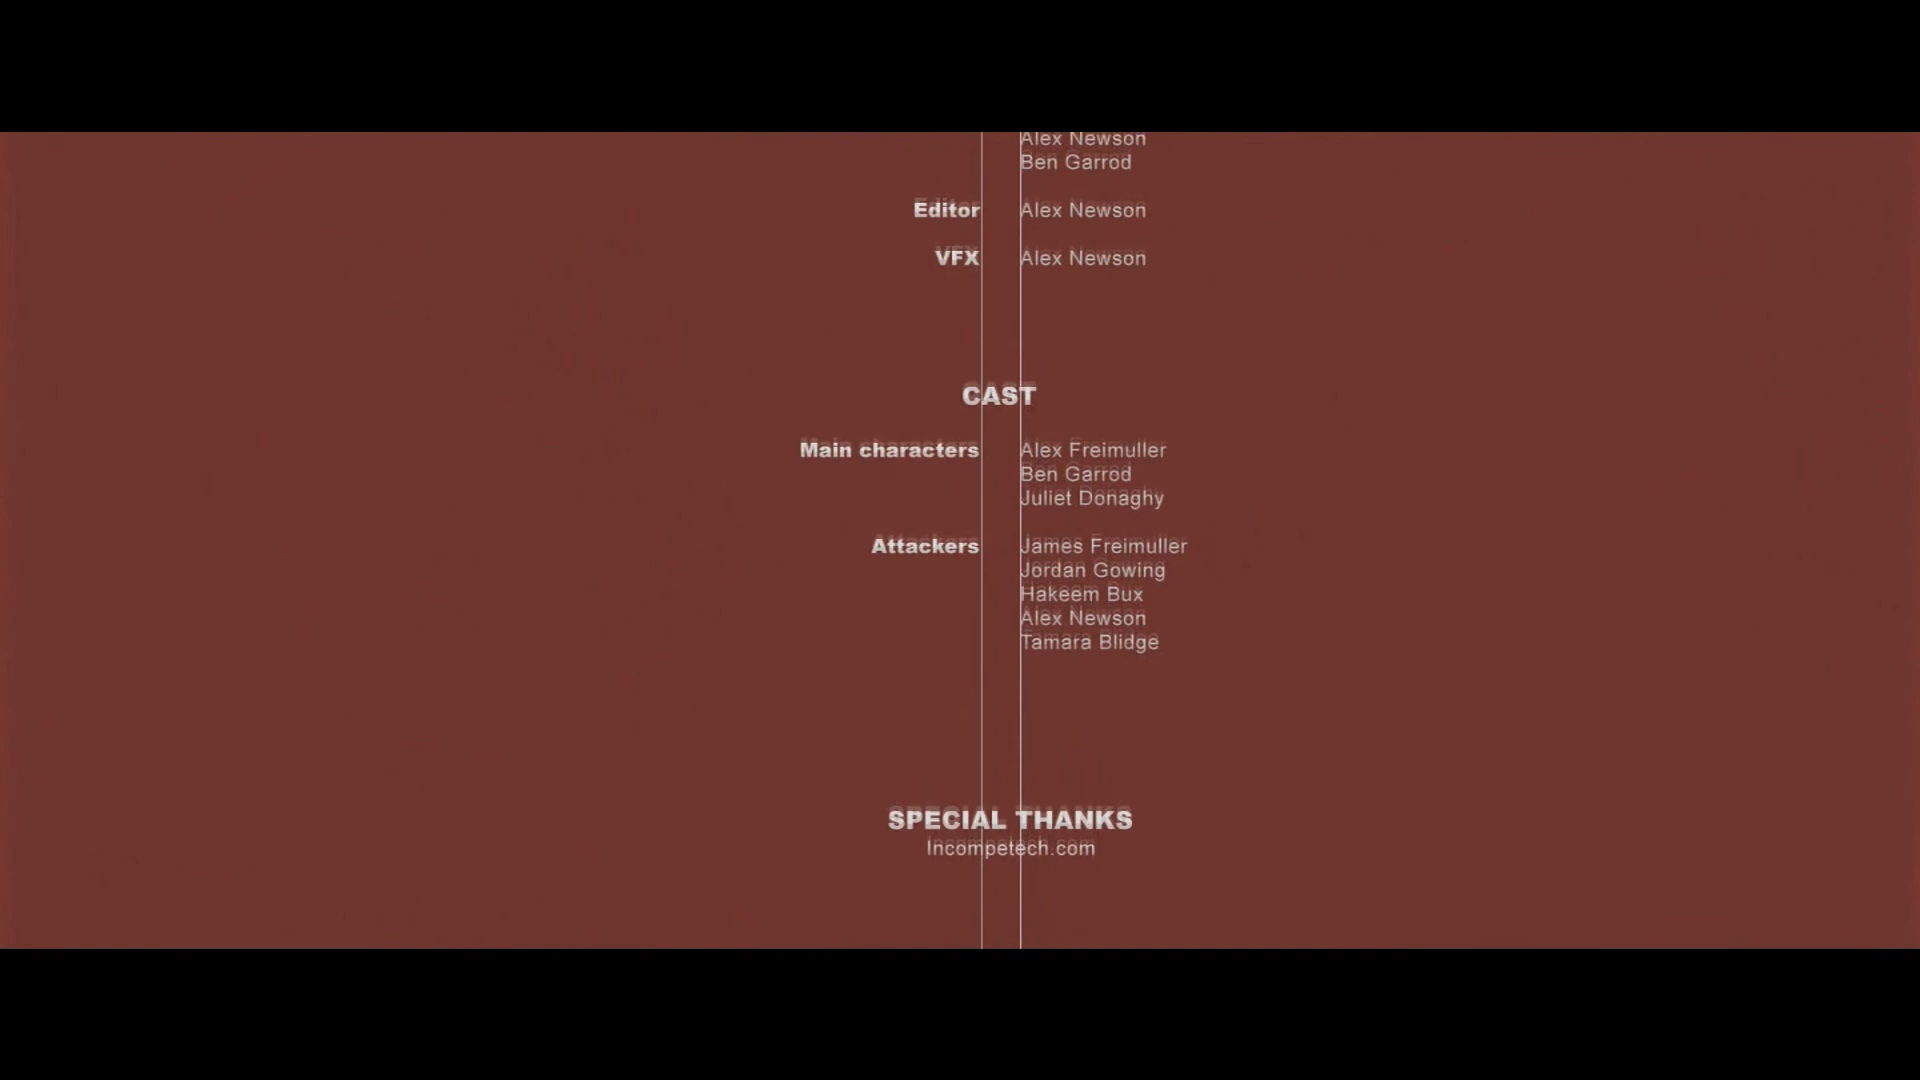 Alex Newson
Ben Garrod
Editor Alex Newson
VFX Alex Newson
CAST
Main characters Alex Freimuller
Ben Garrod
Juliet Donaghy
Attackers James Freimuller
Jordan Gowing
Hakeem Bux
Alex Newson
Tamara Blidge
SPECIAL THANKS
Incompetech.com